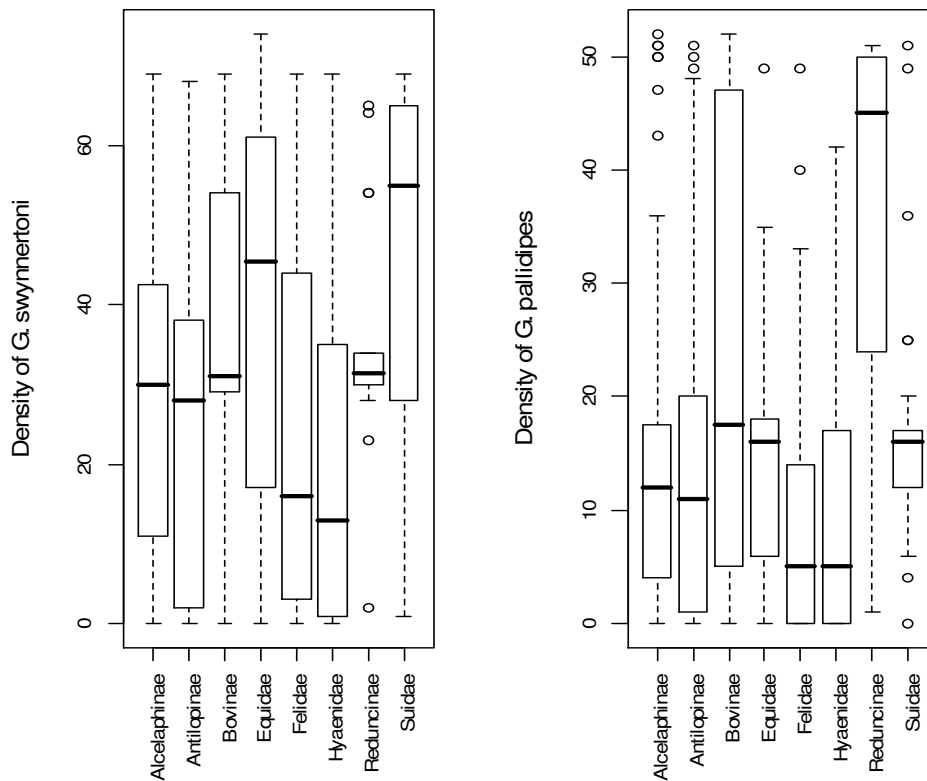 Density of G. swynnertoni
0
20
40
60
Alcelaphinae
Antilopinae
Bovinae
Equidae
Felidae
Hyaenidae
Reduncinae
Suidae
Density of G. pallidipes
0
10
20
30
40
50
Alcelaphinae
Antilopinae
Bovinae
Equidae
Felidae
Hyaenidae
Reduncinae
Suidae